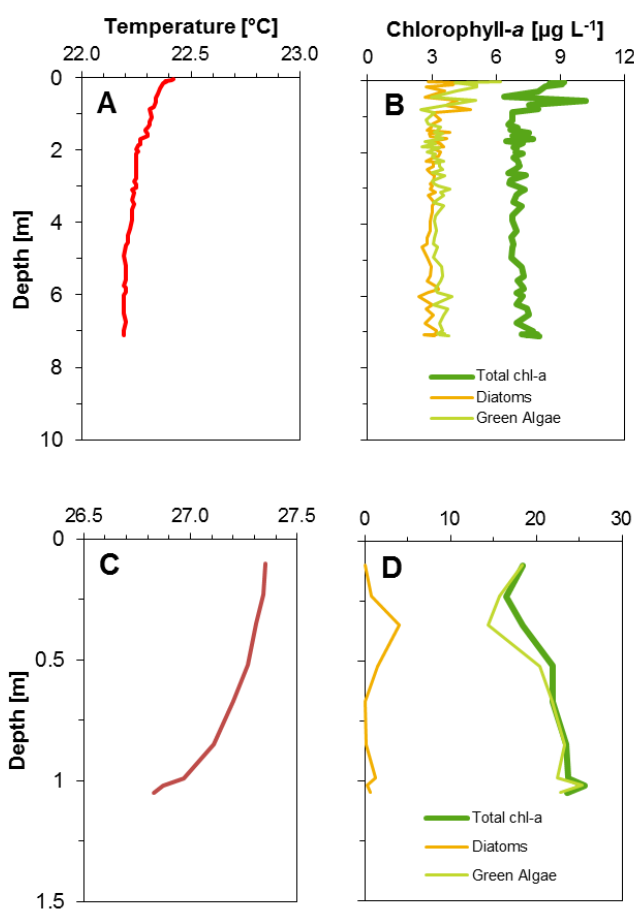 Temperature [°C]
22.0 22.5 23.0
0
2
4
6
8
10
Depth [m]
A
Chlorophyll-a [µg L-1]
0 3 6 9 12
B
Total chl-a
Diatoms
Green Algae
26.5 27.0 27.5
0
0.5
1
1.5
Depth [m]
C
0 10 20 30
D
Total chl-a
Diatoms
Green Algae